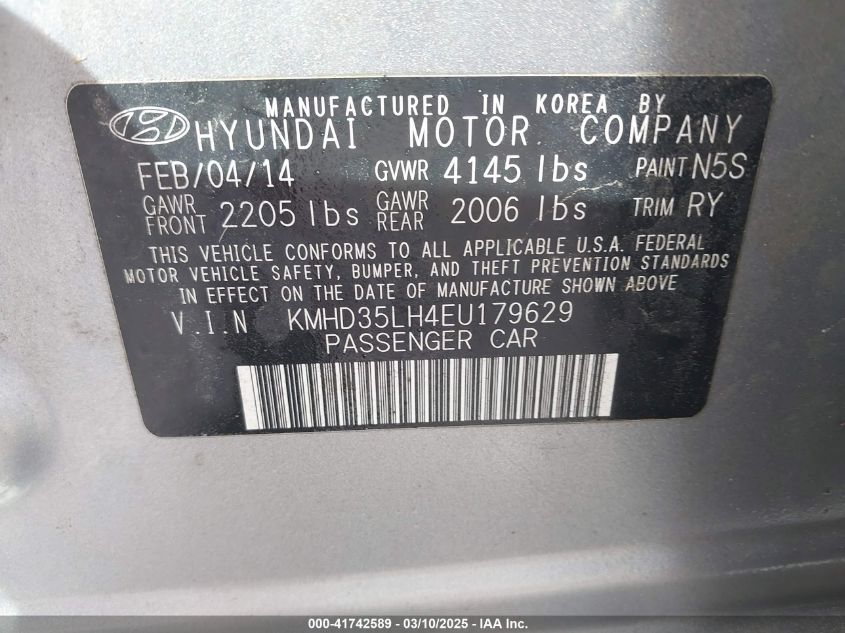 MANUFACTURED IN KOREA BY
HYUNDAI MOTOR COMPANY
FEB/04/14 GVWR 4145 lbs PAINT N5S
GAWR FRONT 2205 lbs GAWR REAR 2006 lbs TRIM RY
THIS VEHICLE CONFORMS TO ALL APPLICABLE U.S.A. FEDERAL
MOTOR VEHICLE SAFETY, BUMPER, AND THEFT PREVENTION STANDARDS
IN EFFECT ON THE DATE OF MANUFACTURE SHOWN ABOVE
V.I.N KMHD35LH4EU179629
PASSENGER CAR
000-41742589 - 03/10/2025 - IAA Inc.